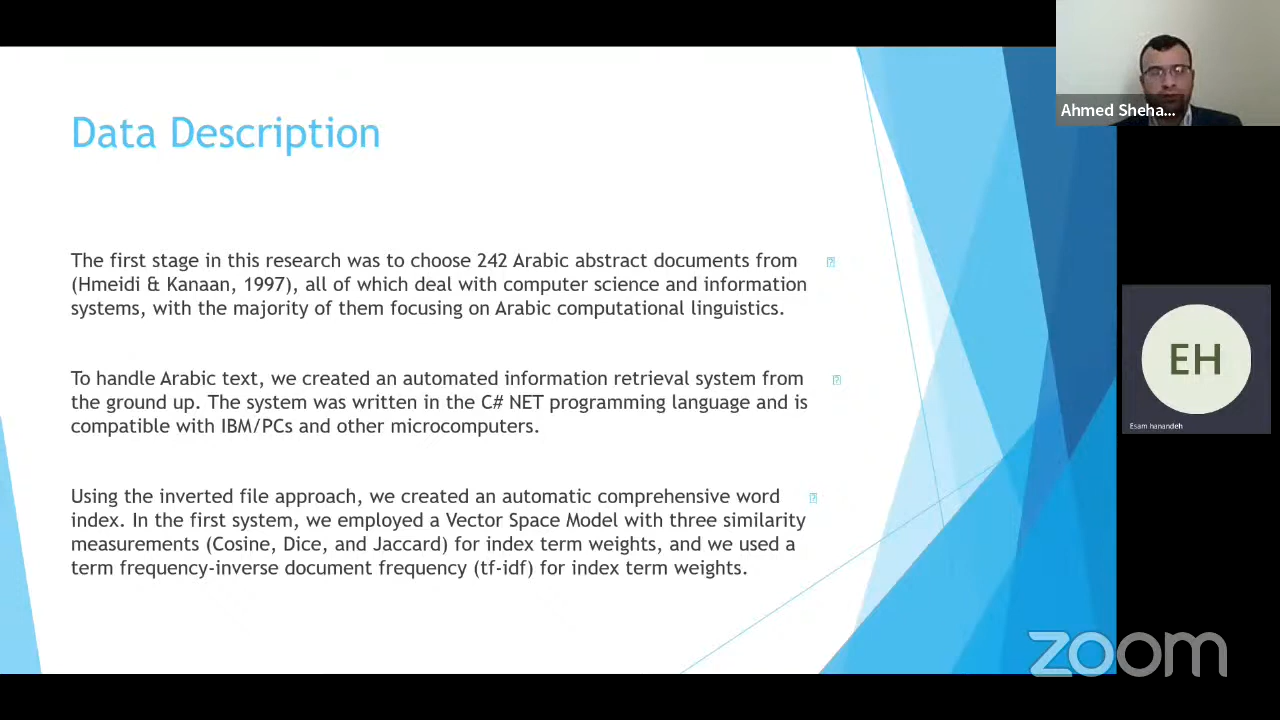 Data Description
The first stage in this research was to choose 242 Arabic abstract documents from
(Hmeidi & Kanaan, 1997), all of which deal with computer science and information
systems, with the majority of them focusing on Arabic computational linguistics.
To handle Arabic text, we created an automated information retrieval system from
the ground up. The system was written in the C# NET programming language and is
compatible with IBM/PCs and other microcomputers.
Using the inverted file approach, we created an automatic comprehensive word
index. In the first system, we employed a Vector Space Model with three similarity
measurements (Cosine, Dice, and Jaccard) for index term weights, and we used a
term frequency-inverse document frequency (tf-idf) for index term weights.
Ahmed Sheha...
EH
Esam hanandeh
zoom